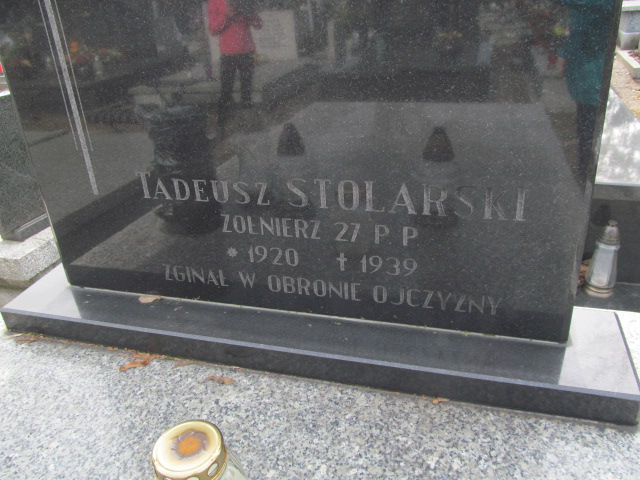 TADEUSZ STOLARSKI
ŻOŁNIERZ 27 P. P
* 1920 † 1939
ZGINĄŁ W OBRONIE OJCZYZNY